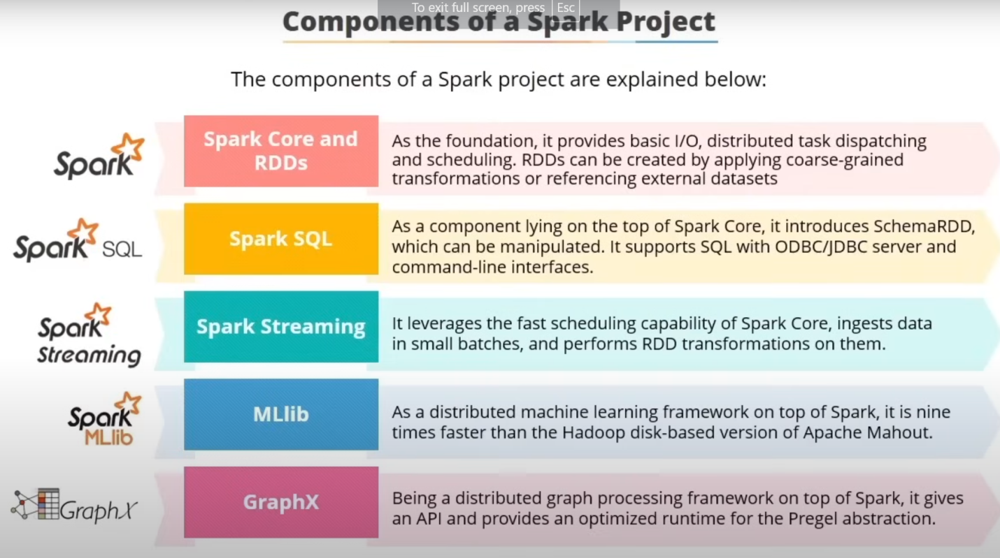 To exit full screen, press Esc
Components of a Spark Project
The components of a Spark project are explained below:
Spark
Spark Core and
RDDs
As the foundation, it provides basic I/O, distributed task dispatching
and scheduling. RDDs can be created by applying coarse-grained
transformations or referencing external datasets
Spark SQL
Spark SQL
As a component lying on the top of Spark Core, it introduces SchemaRDD,
which can be manipulated. It supports SQL with ODBC/JDBC server and
command-line interfaces.
Spark
Streaming
Spark Streaming
It leverages the fast scheduling capability of Spark Core, ingests data
in small batches, and performs RDD transformations on them.
Spark
MLlib
MLlib
As a distributed machine learning framework on top of Spark, it is nine
times faster than the Hadoop disk-based version of Apache Mahout.
GraphX
GraphX
Being a distributed graph processing framework on top of Spark, it gives
an API and provides an optimized runtime for the Pregel abstraction.